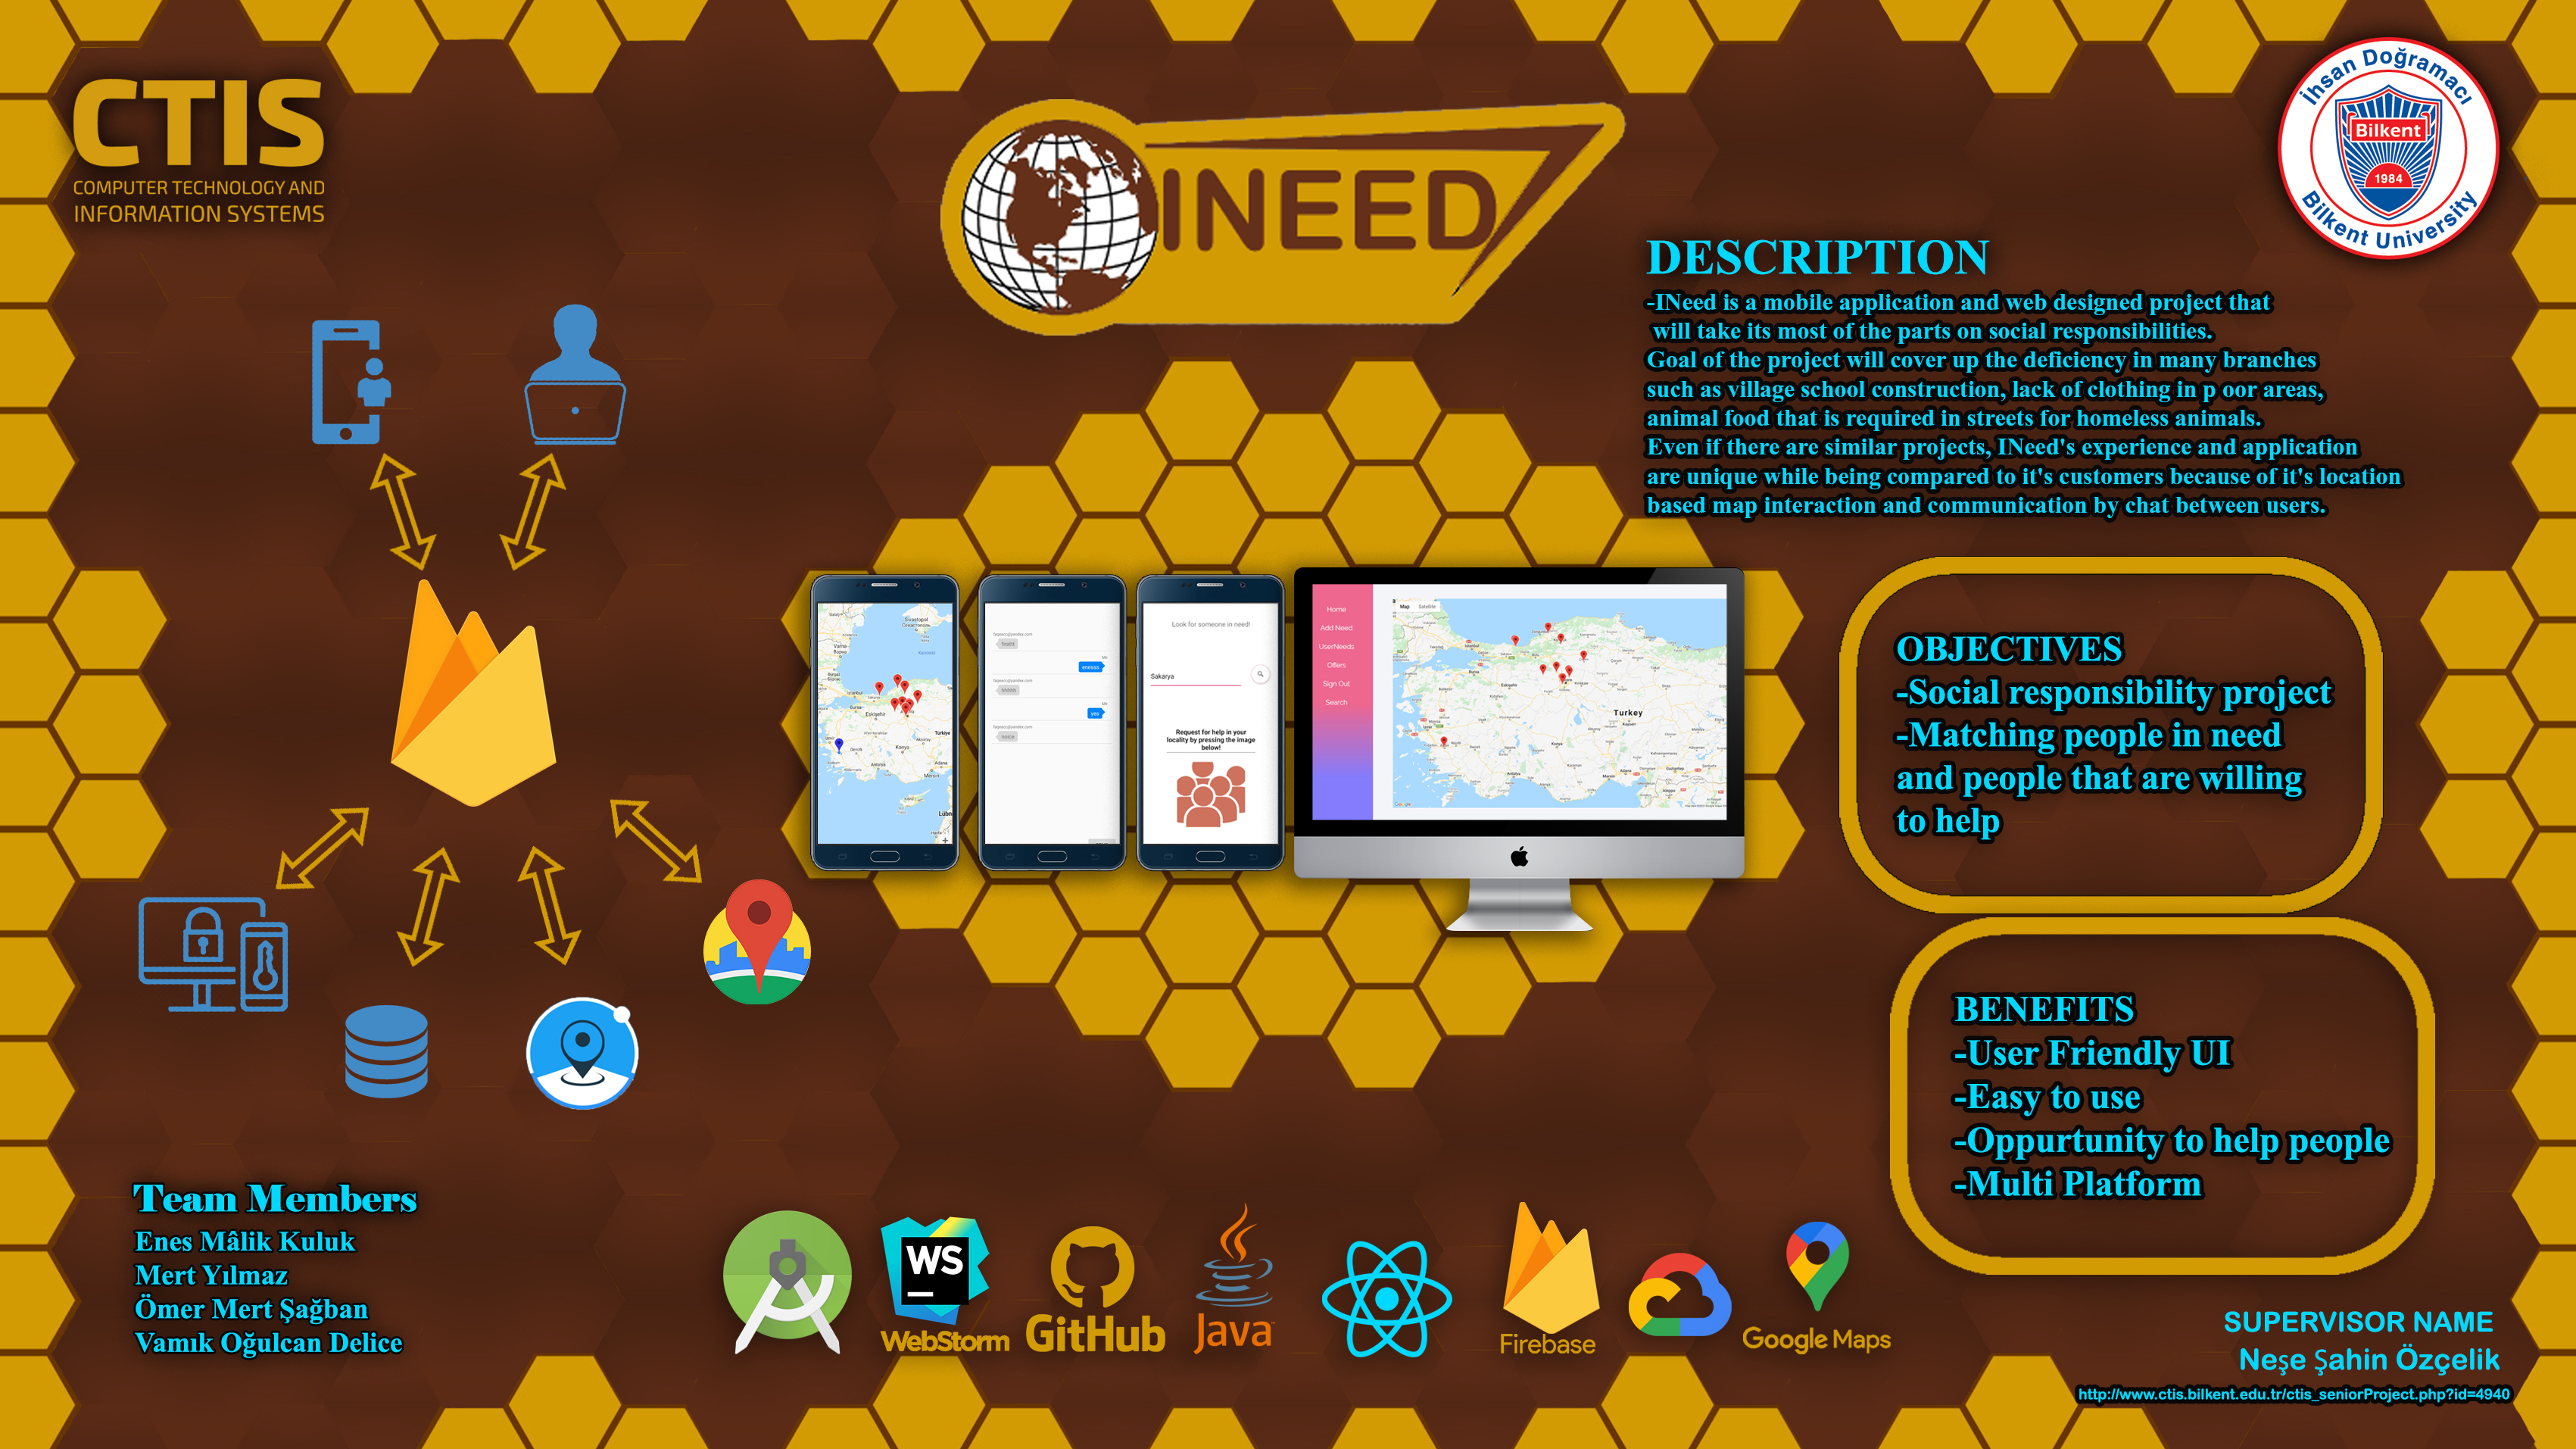 CTIS
COMPUTER TECHNOLOGY AND
INFORMATION SYSTEMS
INEED
İhsan Doğramacı
Bilkent
1984
Bilkent University
DESCRIPTION
-INeed is a mobile application and web designed project that
will take its most of the parts on social responsibilities.
Goal of the project will cover up the deficiency in many branches
such as village school construction, lack of clothing in p oor areas,
animal food that is required in streets for homeless animals.
Even if there are similar projects, INeed's experience and application
are unique while being compared to it's customers because of it's location
based map interaction and communication by chat between users.
Look for someone in need!
Sakarya
Request for help in your
locality by pressing the image
below!
yes
Home
Add Need
UserNeeds
Offers
Sign Out
Search
Map Satellite
Turkey
OBJECTIVES
-Social responsibility project
-Matching people in need
and people that are willing
to help
BENEFITS
-User Friendly UI
-Easy to use
-Oppurtunity to help people
-Multi Platform
Team Members
Enes Mâlik Kuluk
Mert Yılmaz
Ömer Mert Şağban
Vamık Oğulcan Delice
WS
WebStorm
GitHub
Java
Firebase
Google Maps
SUPERVISOR NAME
Neşe Şahin Özçelik
http://www.ctis.bilkent.edu.tr/ctis_seniorProject.php?id=4940